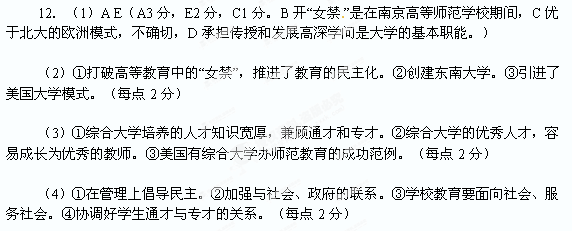 12. （1）A E（A3分，E2分，C1分。B 开“女禁”是在南京高等师范学校期间，C 优
于北大的欧洲模式，不确切，D 承担传授和发展高深学问是大学的基本职能。）
（2）①打破高等教育中的“女禁”，推进了教育的民主化。②创建东南大学。③引进了
美国大学模式。（每点 2 分）
（3）①综合大学培养的人才知识宽厚，兼顾通才和专才。②综合大学的优秀人才，容
易成长为优秀的教师。③美国有综合大学办师范教育的成功范例。（每点 2 分）
（4）①在管理上倡导民主。②加强与社会、政府的联系。③学校教育要面向社会、服
务社会。④协调好学生通才与专才的关系。（每点 2 分）